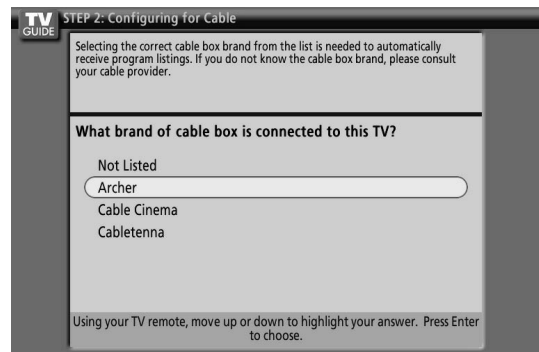 TV
GUIDE
STEP 2: Configuring for Cable
Selecting the correct cable box brand from the list is needed to automatically
receive program listings. If you do not know the cable box brand, please consult
your cable provider.
What brand of cable box is connected to this TV?
Not Listed
Archer
Cable Cinema
Cabletenna
Using your TV remote, move up or down to highlight your answer. Press Enter
to choose.